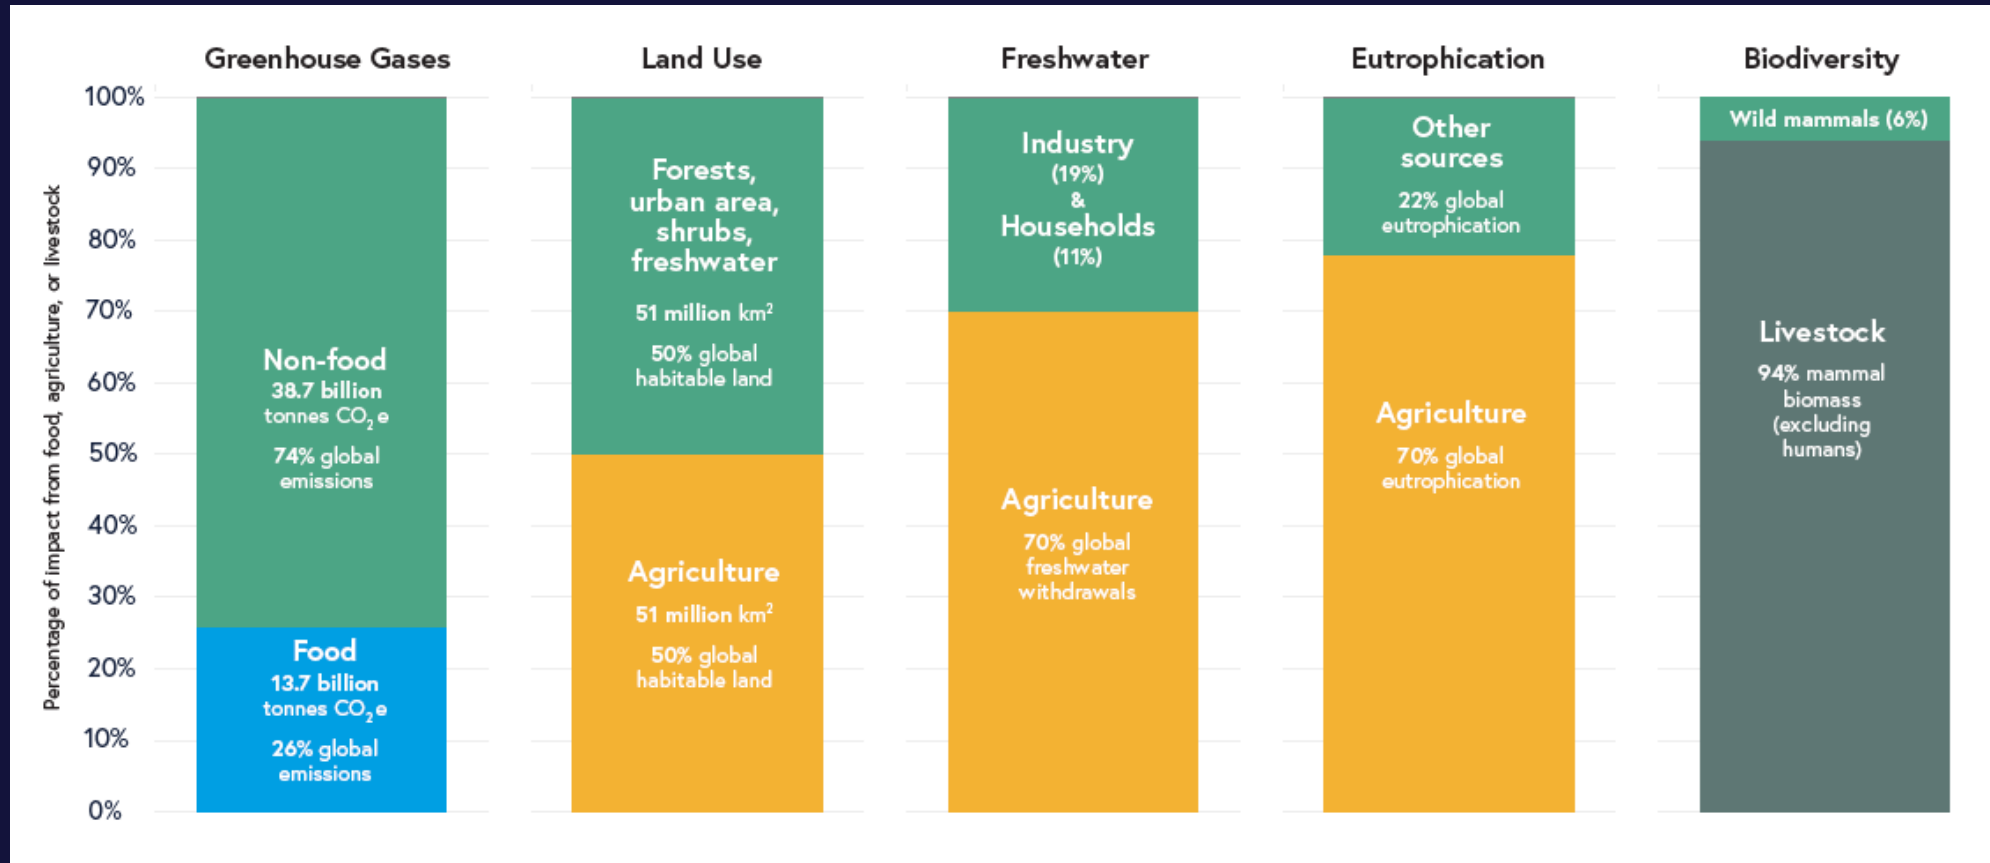 Percentage of impact from food, agriculture, or livestock
100%
90%
80%
70%
60%
50%
40%
30%
20%
10%
0%
Greenhouse Gases
Non-food
38.7 billion
tonnes CO₂e
74% global
emissions
Food
13.7 billion
tonnes CO₂e
26% global
emissions
Land Use
Forests,
urban area,
shrubs,
freshwater
51 million km²
50% global
habitable land
Agriculture
51 million km²
50% global
habitable land
Freshwater
Industry
(19%)
&
Households
(11%)
Agriculture
70% global
freshwater
withdrawals
Eutrophication
Other
sources
22% global
eutrophication
Agriculture
70% global
eutrophication
Biodiversity
Wild mammals (6%)
Livestock
94% mammal
biomass
(excluding
humans)